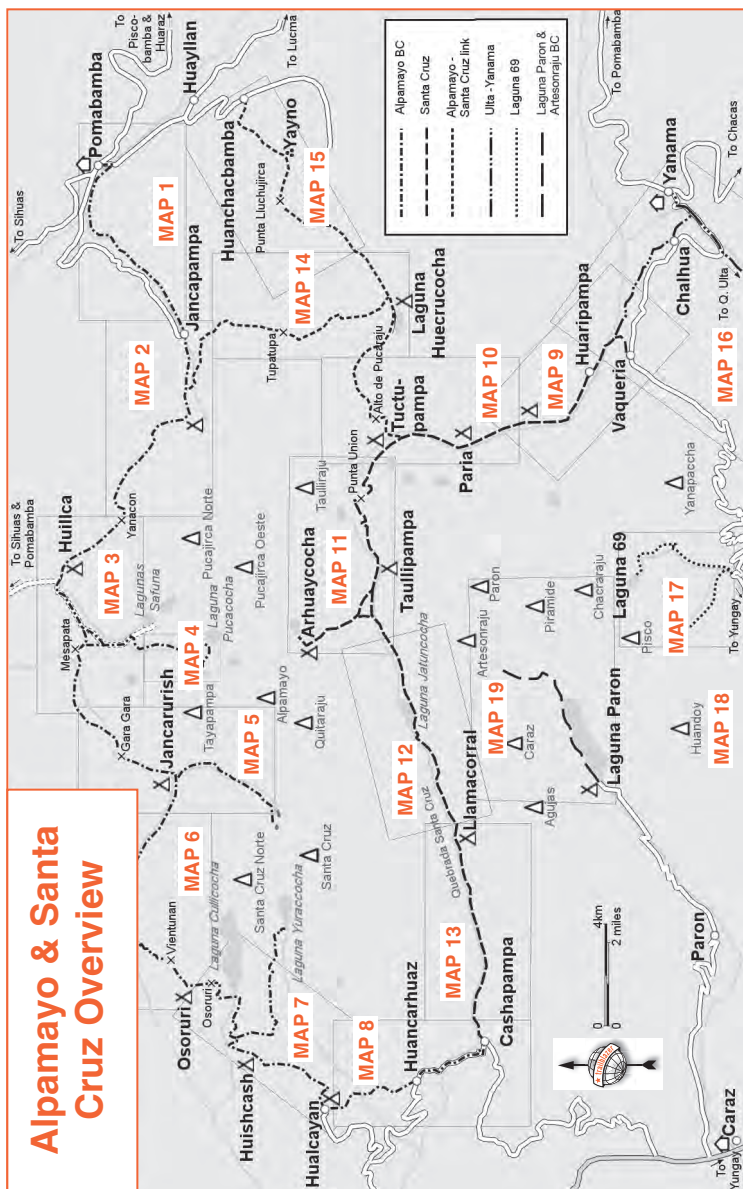 Alpamayo & Santa
Cruz Overview
To Sihuas
To Pisco-
bamba &
Huaraz
Pomabamba
Huayllan
To Lucma
MAP 1
Huanchacbamba
Yayno
Punta Lluchujirca
MAP 15
Jancapampa
MAP 2
MAP 14
Tupatupa
Laguna
Huecrucocha
To Sihuas &
Pomabamba
Huillca
Yanacon
MAP 3
Mesapata
Lagunas
Safuna
MAP 4
Pucajirca Norte
Laguna
Pucacocha
Pucajirca Oeste
Gara Gara
Jancarurish
Tayapampa
MAP 5
Alpamayo
Quitaraju
MAP 6
Vientunan
Osoruri
Osoruri
Laguna Cullicocha
Santa Cruz Norte
Laguna Yuraccocha
Santa Cruz
Huishcash
MAP 7
Hualcayan
MAP 8
Huancarhuaz
Cashapampa
MAP 13
Quebrada Santa Cruz
Llamacorral
MAP 12
Laguna Jatuncocha
Arhuaycocha
MAP 11
Taullipampa
Taulliraju
Punta Union
Alto de Pucaraju
Tuctu-
pampa
Paria
MAP 10
MAP 9
Huaripampa
Vaqueria
Chalhua
Yanama
To Pomabamba
To Chacas
To Q. Ulta
MAP 16
Yanapaccha
Artesonraju
Paron
Piramide
Chacraraju
Laguna 69
Pisco
MAP 17
To Yungay
MAP 19
Caraz
Agujas
Laguna Paron
Huandoy
MAP 18
Paron
Caraz
To
Yungay
0 4km
0 2 miles
Trailblazer
Alpamayo BC
Santa Cruz
Alpamayo -
Santa Cruz link
Ulta -Yanama
Laguna 69
Laguna Paron &
Artesonraju BC